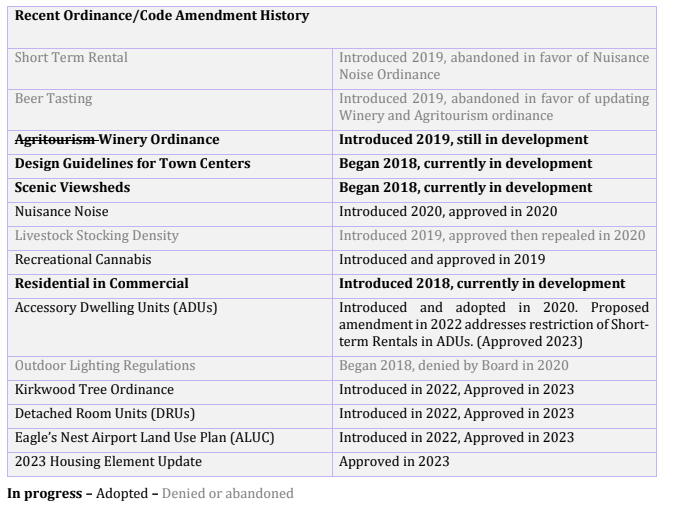 Recent Ordinance/Code Amendment History
Short Term Rental
Introduced 2019, abandoned in favor of Nuisance
Noise Ordinance
Beer Tasting
Introduced 2019, abandoned in favor of updating
Winery and Agritourism ordinance
Agritourism Winery Ordinance
Introduced 2019, still in development
Design Guidelines for Town Centers
Began 2018, currently in development
Scenic Viewsheds
Began 2018, currently in development
Nuisance Noise
Introduced 2020, approved in 2020
Livestock Stocking Density
Introduced 2019, approved then repealed in 2020
Recreational Cannabis
Introduced and approved in 2019
Residential in Commercial
Introduced 2018, currently in development
Accessory Dwelling Units (ADUs)
Introduced and adopted in 2020. Proposed
amendment in 2022 addresses restriction of Short-
term Rentals in ADUs. (Approved 2023)
Outdoor Lighting Regulations
Began 2018, denied by Board in 2020
Kirkwood Tree Ordinance
Introduced in 2022, Approved in 2023
Detached Room Units (DRUs)
Introduced in 2022, Approved in 2023
Eagle's Nest Airport Land Use Plan (ALUC)
Introduced in 2022, Approved in 2023
2023 Housing Element Update
Approved in 2023
In progress – Adopted – Denied or abandoned